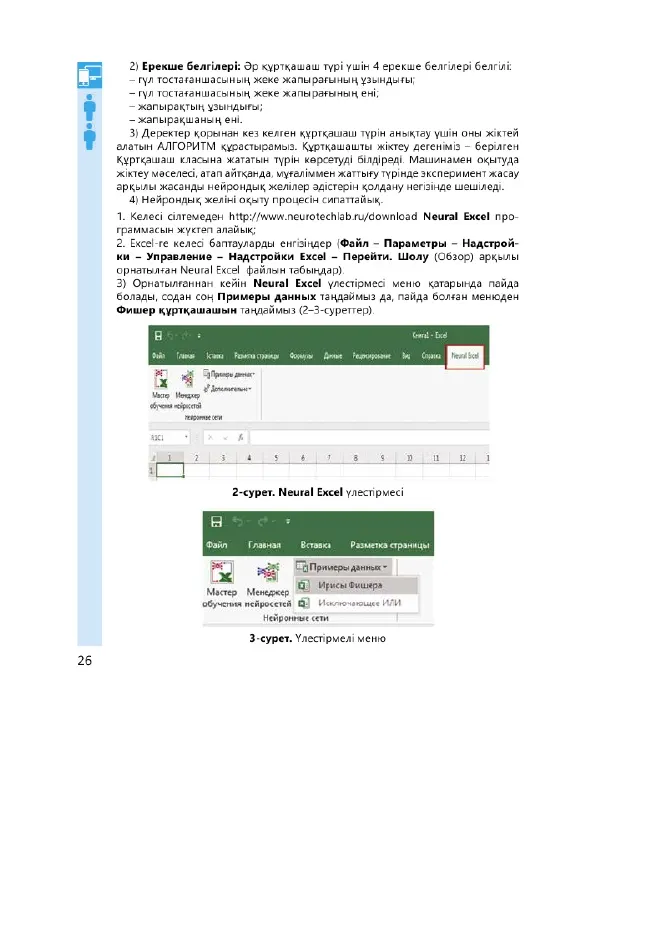 2) Ерекше белгілері: Әр құртқашаш түрі үшін 4 ерекше белгілері белгілі:
– гүл тостағаншасының жеке жапырағының ұзындығы;
– гүл тостағаншасының жеке жапырағының ені;
– жапырақтың ұзындығы;
– жапырақшаның ені.
3) Деректер қорынан кез келген құртқашаш түрін анықтау үшін оны жіктей
алатын АЛГОРИТМ құрастырамыз. Құртқашашты жіктеу дегеніміз – берілген
Құртқашаш класына жататын түрін көрсетуді білдіреді. Машинамен оқытуда
жіктеу мәселесі, атап айтқанда, мұғаліммен жаттығу түрінде эксперимент жасау
арқылы жасанды нейрондық желілер әдістерін қолдану негізінде шешіледі.
4) Нейрондық желіні оқыту процесін сипаттайық.
1. Келесі сілтемеден http://www.neurotechlab.ru/download Neural Excel про-
граммасын жүктеп алайық;
2. Excel-ге келесі баптауларды енгізіңдер (Файл – Параметры – Надстрой-
ки – Управление – Надстройки Excel – Перейти. Шолу (Обзор) арқылы
орнатылған Neural Excel файлын табыңдар).
3) Орнатылғаннан кейін Neural Excel үлестірмесі меню қатарында пайда
болады, содан соң Примеры данных таңдаймыз да, пайда болған менюден
Фишер құртқашашын таңдаймыз (2–3-суреттер).
Книга1 - Excel
Файл Главная Вставка Разметка страницы Формулы Данные Рецензирование Вид Справка Neural Excel
Примеры данных
Дополнительно
Мастер Менеджер
обучения нейросетей
Нейронные сети
R1C1 fx
1 2 3 4 5 6 7 8 9 10 11 12 1
1
2-сурет. Neural Excel үлестірмесі
Файл Главная Вставка Разметка страницы
Примеры данных
Ирисы Фишера
Мастер Менеджер
Исключающее ИЛИ
обучения нейросетей
Нейронные сети
3-сурет. Үлестірмелі меню
26